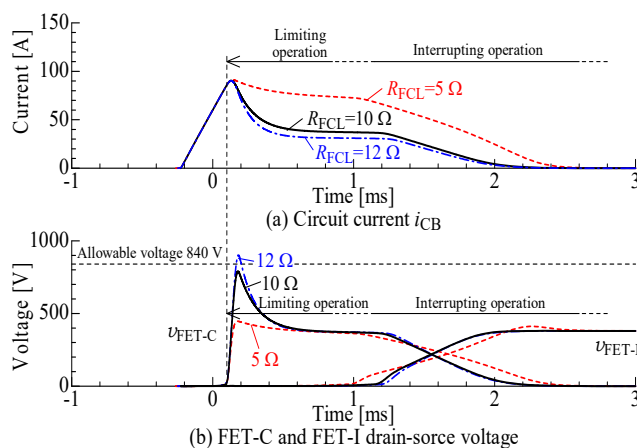 150
100
50
0
Current [A]
Limiting operation
Interrupting operation
R_FCL=5 Ω
R_FCL=10 Ω
R_FCL=12 Ω
-1 0 1 2 3
Time [ms]
(a) Circuit current i_CB
1000
500
0
Voltage [V]
Allowable voltage 840 V
12 Ω
10 Ω
Limiting operation
Interrupting operation
υ_FET-C
5 Ω
υ_FET-I
-1 0 1 2 3
Time [ms]
(b) FET-C and FET-I drain-sorce voltage